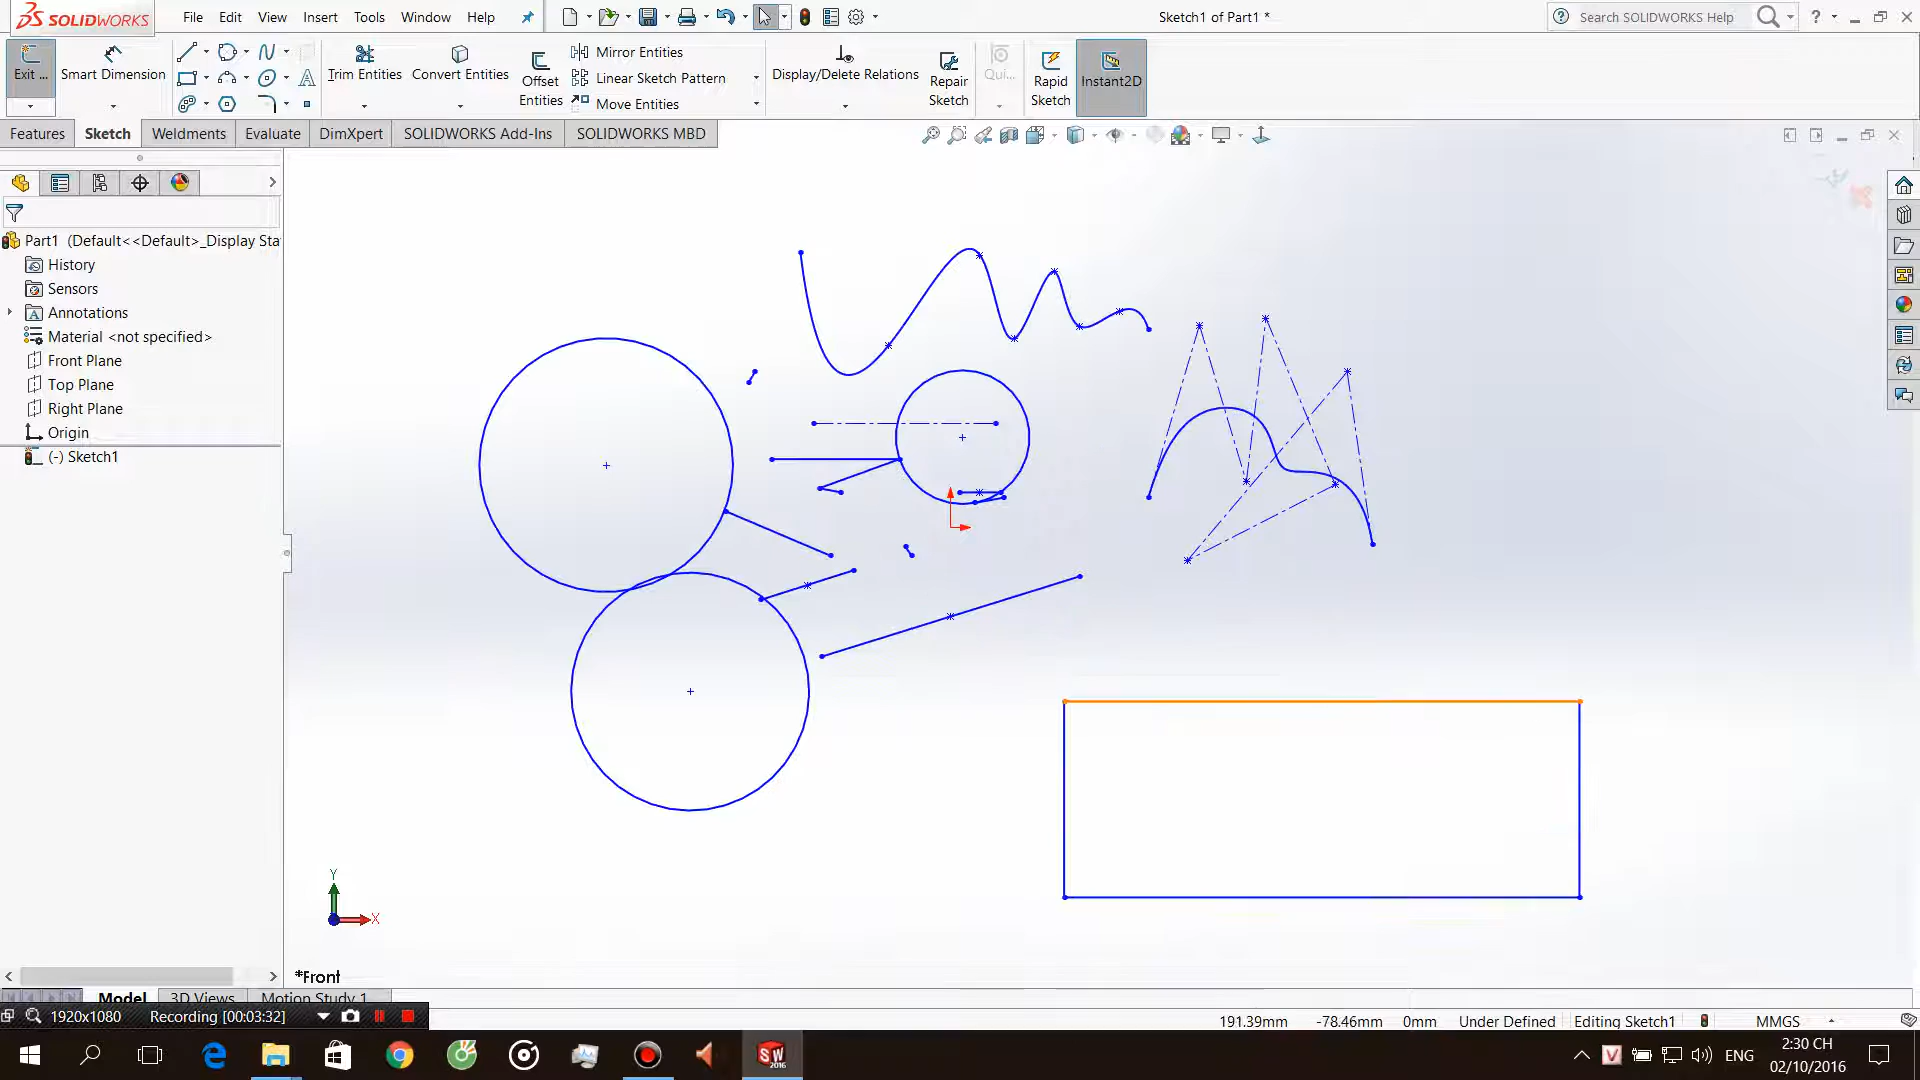 SOLIDWORKS File Edit View Insert Tools Window Help Sketch1 of Part1 * Search SOLIDWORKS Help ?
Exit ... Smart Dimension Trim Entities Convert Entities Offset Entities Mirror Entities Linear Sketch Pattern Move Entities Display/Delete Relations Repair Sketch Qui... Rapid Sketch Instant2D
Features Sketch Weldments Evaluate DimXpert SOLIDWORKS Add-Ins SOLIDWORKS MBD
Part1 (Default<<Default>_Display Sta
History
Sensors
Annotations
Material <not specified>
Front Plane
Top Plane
Right Plane
Origin
(-) Sketch1
Y
X
*Front
Model 3D Views Motion Study 1
1920x1080 Recording [00:03:32]
191.39mm -78.46mm 0mm Under Defined Editing Sketch1 MMGS
SW 2016
ENG
2:30 CH
02/10/2016